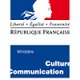 Liberté • Égalité • Fraternité
RÉPUBLIQUE FRANÇAISE
Ministère
Culture
Communication